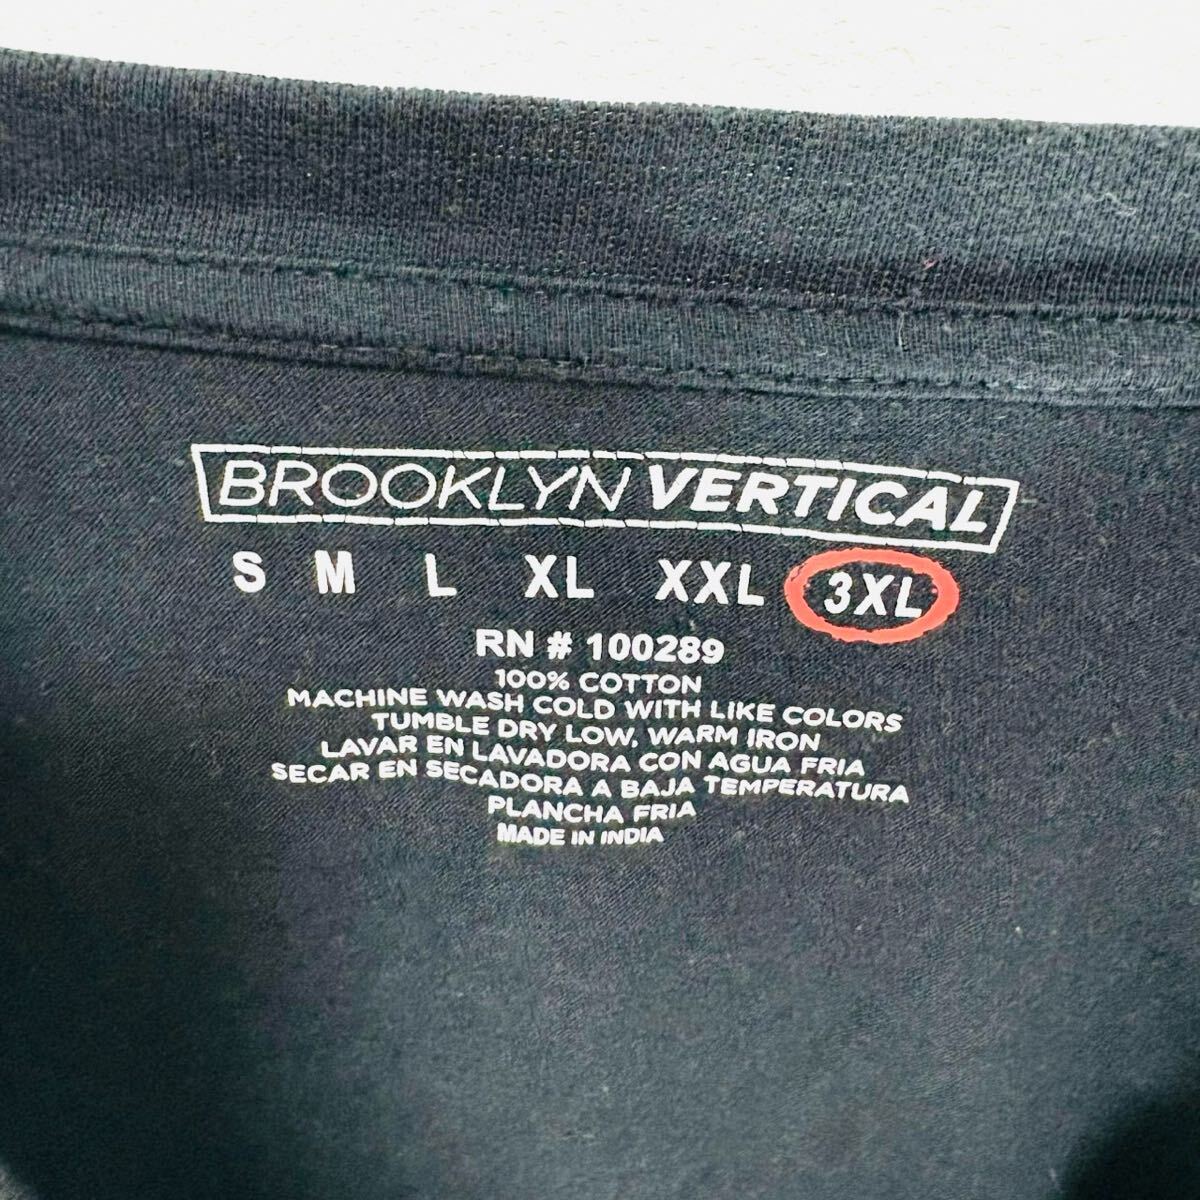 BROOKLYN VERTICAL
S M L XL XXL 3XL
RN # 100289
100% COTTON
MACHINE WASH COLD WITH LIKE COLORS
TUMBLE DRY LOW, WARM IRON
LAVAR EN LAVADORA CON AGUA FRIA
SECAR EN SECADORA A BAJA TEMPERATURA
PLANCHA FRIA
MADE IN INDIA